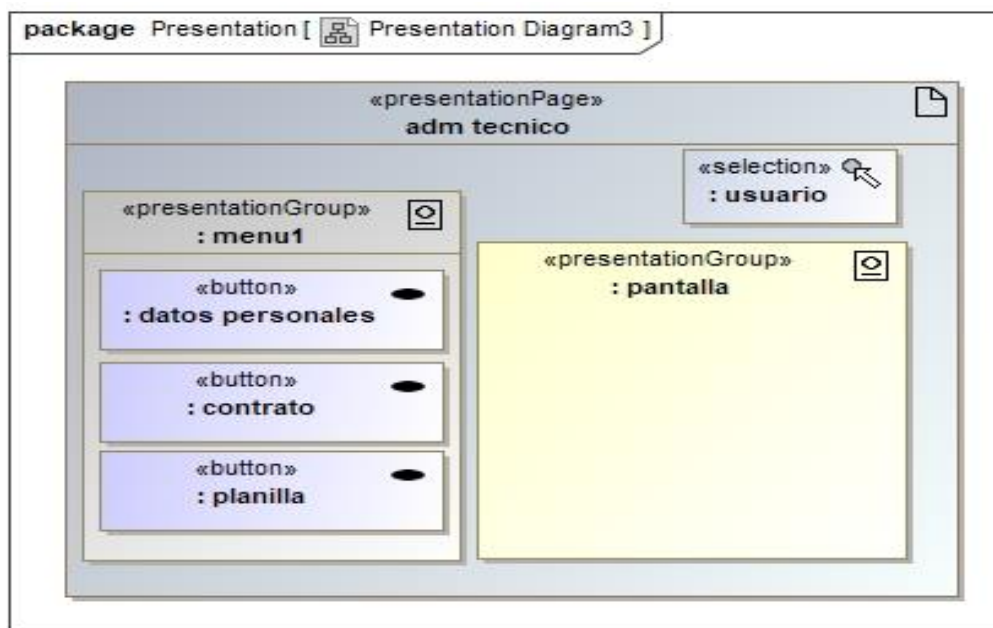 package Presentation [ Presentation Diagram3 ]
«presentationPage»
adm tecnico
«selection»
: usuario
«presentationGroup»
: menu1
«button»
: datos personales
«button»
: contrato
«button»
: planilla
«presentationGroup»
: pantalla